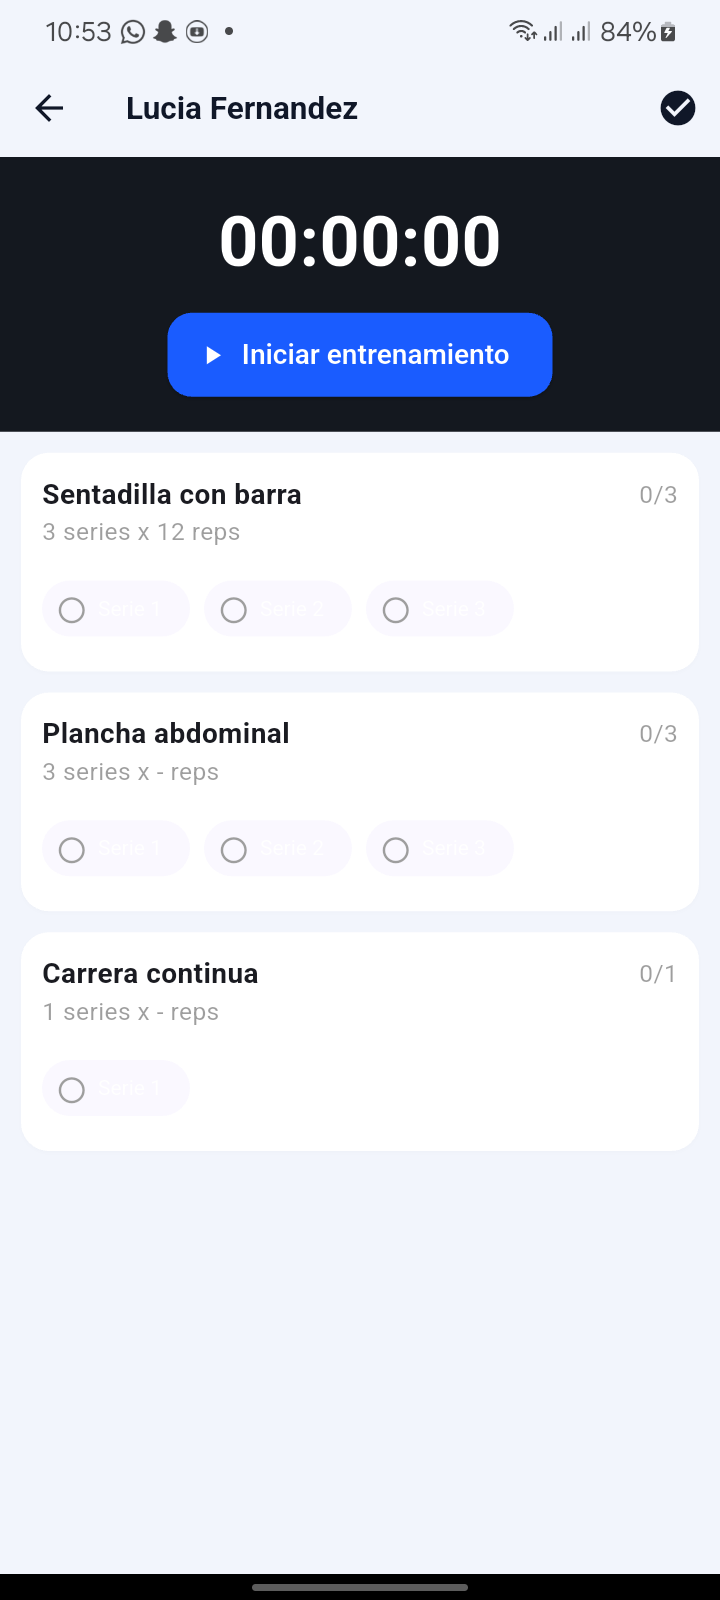 10:53 84%
Lucia Fernandez
00:00:00
Iniciar entrenamiento
Sentadilla con barra 0/3
3 series x 12 reps
Serie 1 Serie 2 Serie 3
Plancha abdominal 0/3
3 series x - reps
Serie 1 Serie 2 Serie 3
Carrera continua 0/1
1 series x - reps
Serie 1